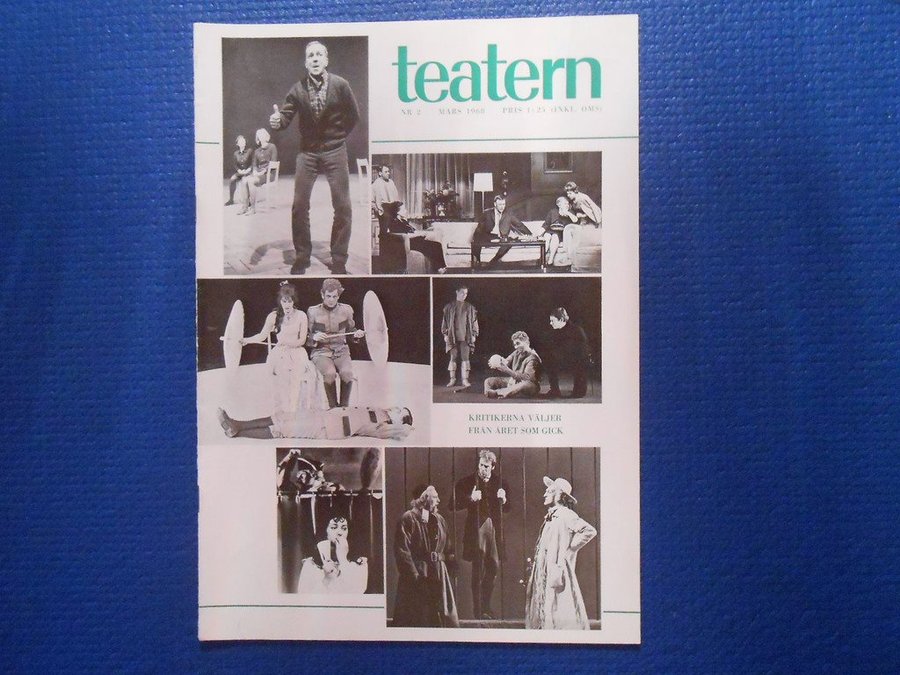 teatern
NR 2 MARS 1968 PRIS 1:25 (INKL. OMS)
KRITIKERNA VÄLJER
FRÅN ÅRET SOM GICK